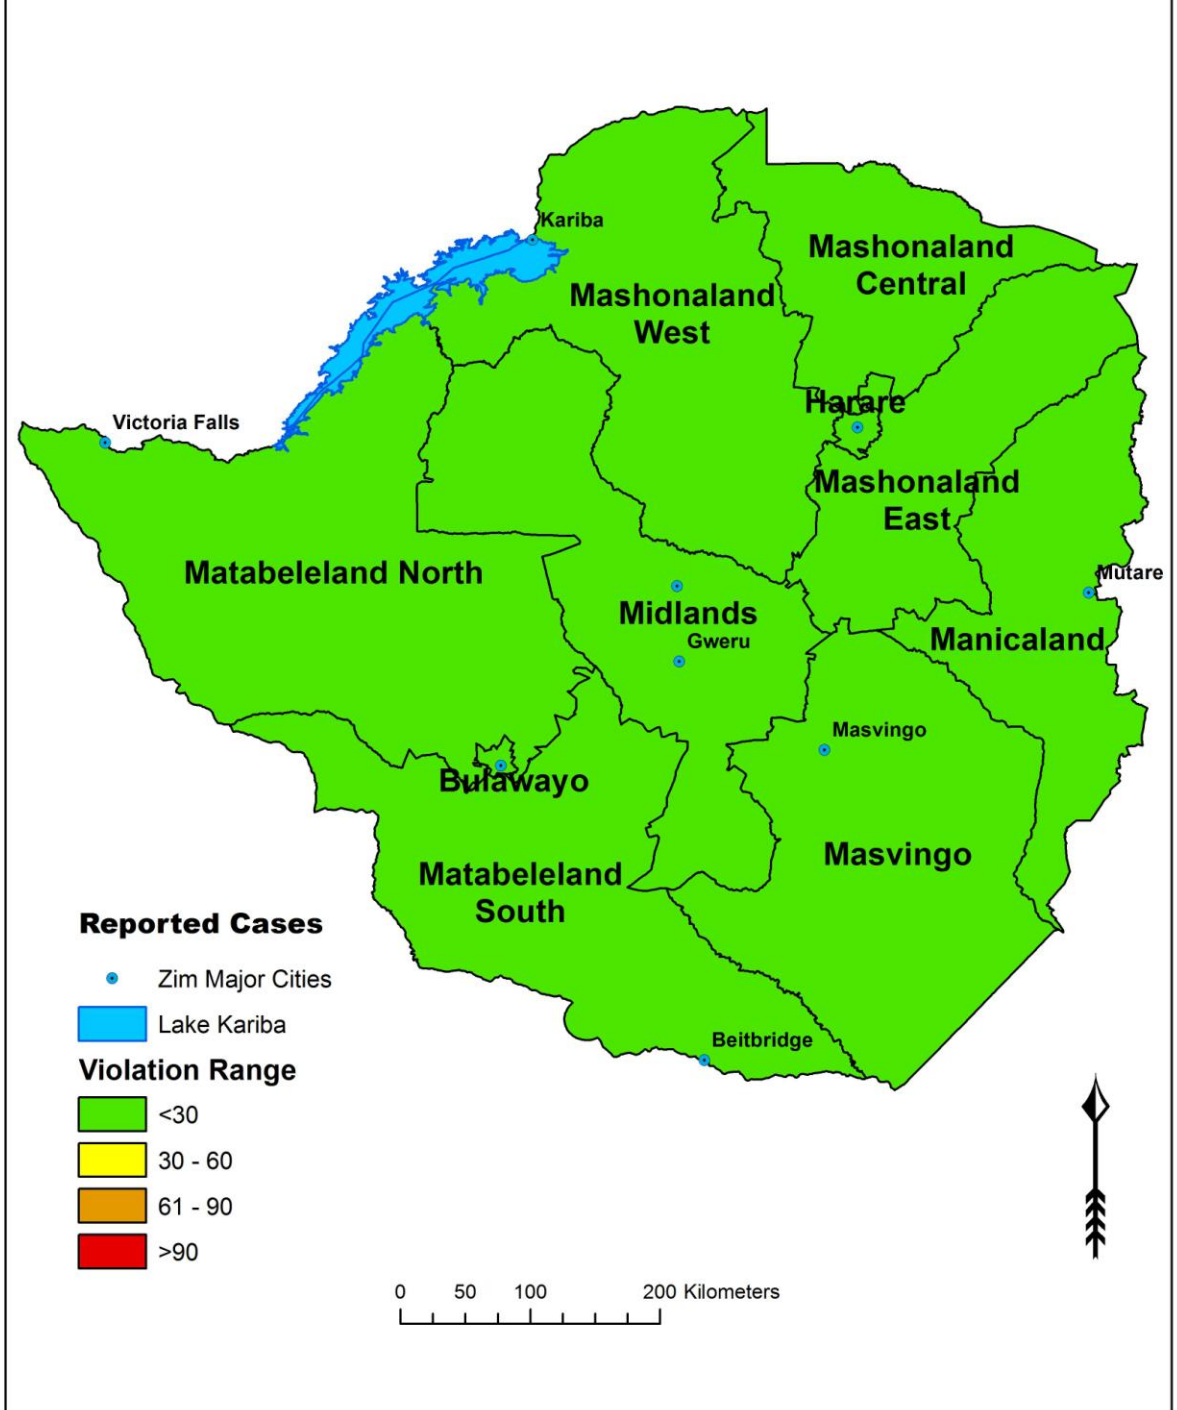 Kariba
Mashonaland
Central
Mashonaland
West
Harare
Victoria Falls
Mashonaland
East
Matabeleland North
Mutare
Midlands
Gweru
Manicaland
Masvingo
Bulawayo
Masvingo
Matabeleland
South
Reported Cases
Zim Major Cities
Lake Kariba
Beitbridge
Violation Range
<30
30 - 60
61 - 90
>90
0 50 100 200 Kilometers